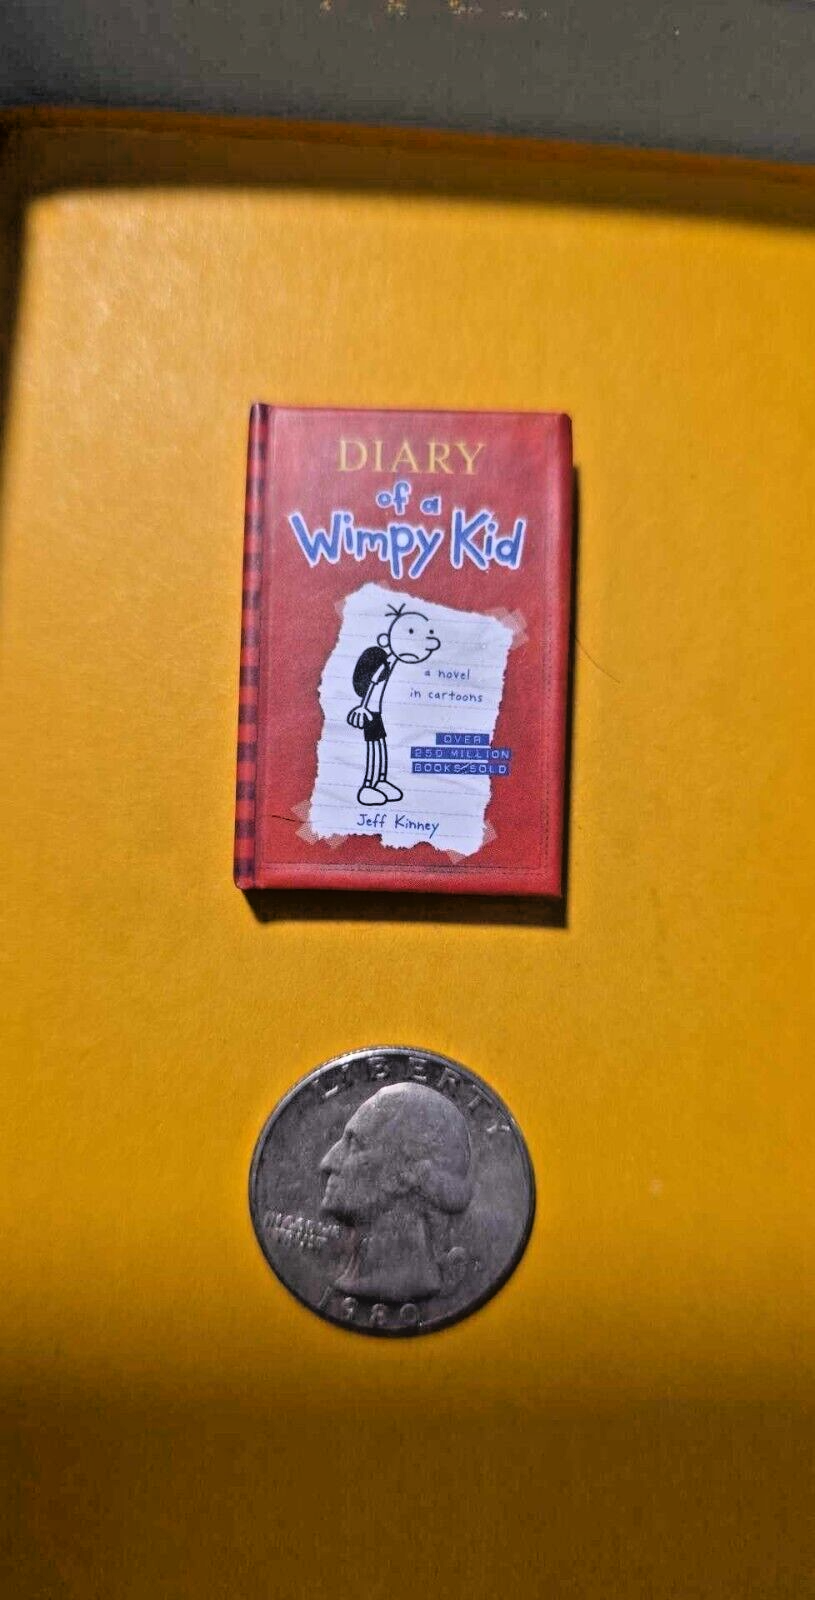 DIARY
of a
Wimpy Kid
a novel
in cartoons
OVER
250 MILLION
BOOKS SOLD
Jeff Kinney
LIBERTY
IN GOD WE
TRUST
1980